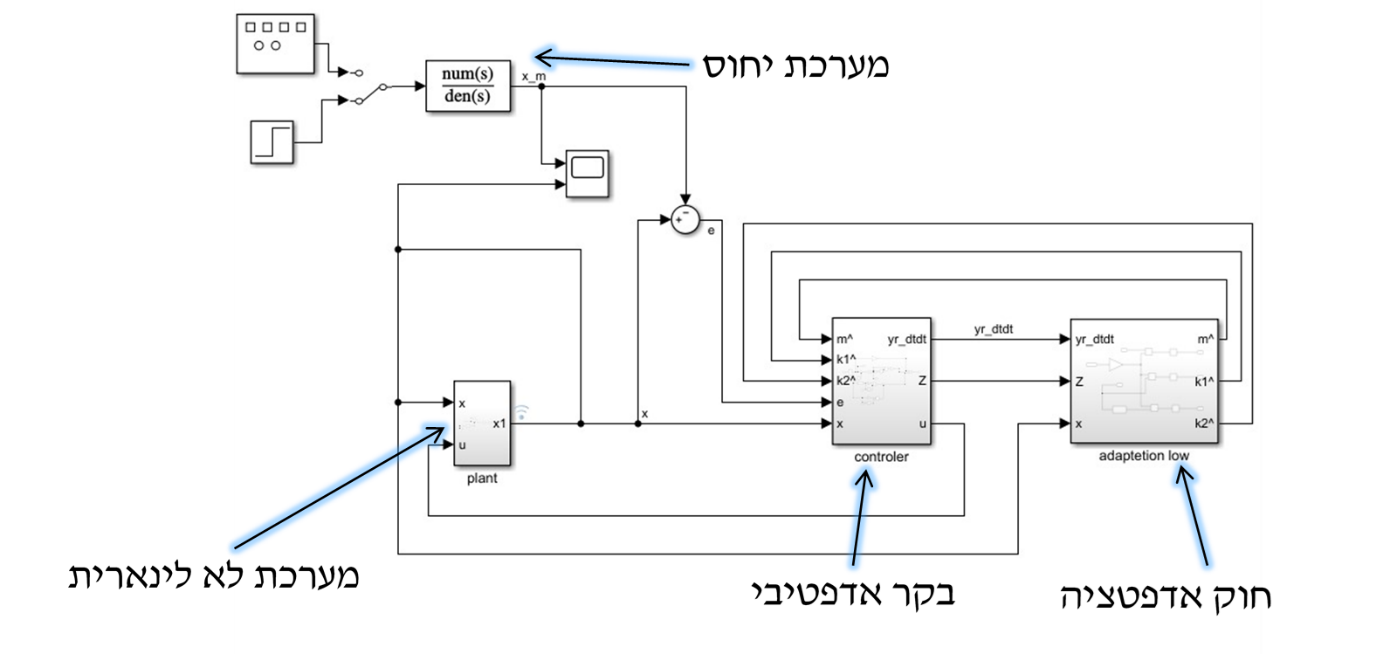 מערכת יחוס
num(s)
den(s)
x_m
e
yr_dtdt
m^ yr_dtdt
k1^
k2^ Z
e
x u
controler
yr_dtdt m^
Z k1^
x k2^
adaptetion low
x
x x1
u
plant
מערכת לא לינארית
בקר אדפטיבי
חוק אדפטציה